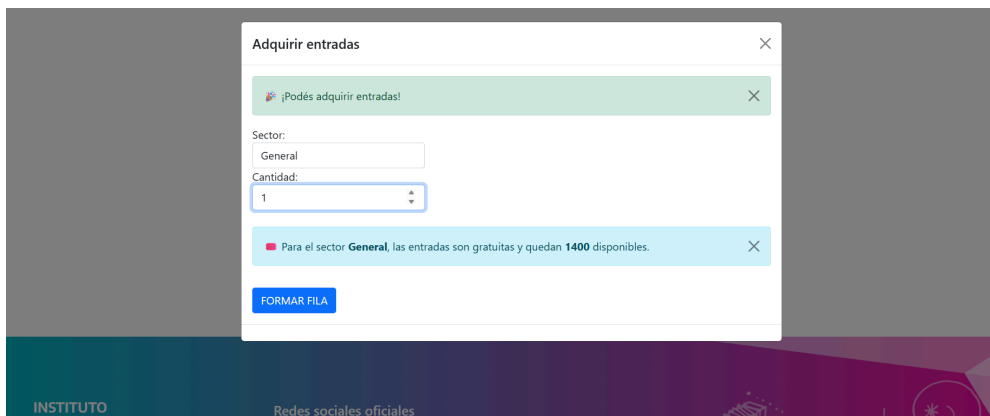 Adquirir entradas
¡Podés adquirir entradas!
Sector:
General
Cantidad:
1
Para el sector General, las entradas son gratuitas y quedan 1400 disponibles.
FORMAR FILA
INSTITUTO
Redes sociales oficiales